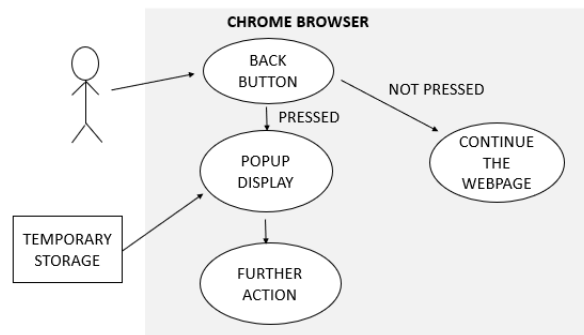 CHROME BROWSER
BACK
BUTTON
NOT PRESSED
PRESSED
CONTINUE
THE
WEBPAGE
POPUP
DISPLAY
TEMPORARY
STORAGE
FURTHER
ACTION